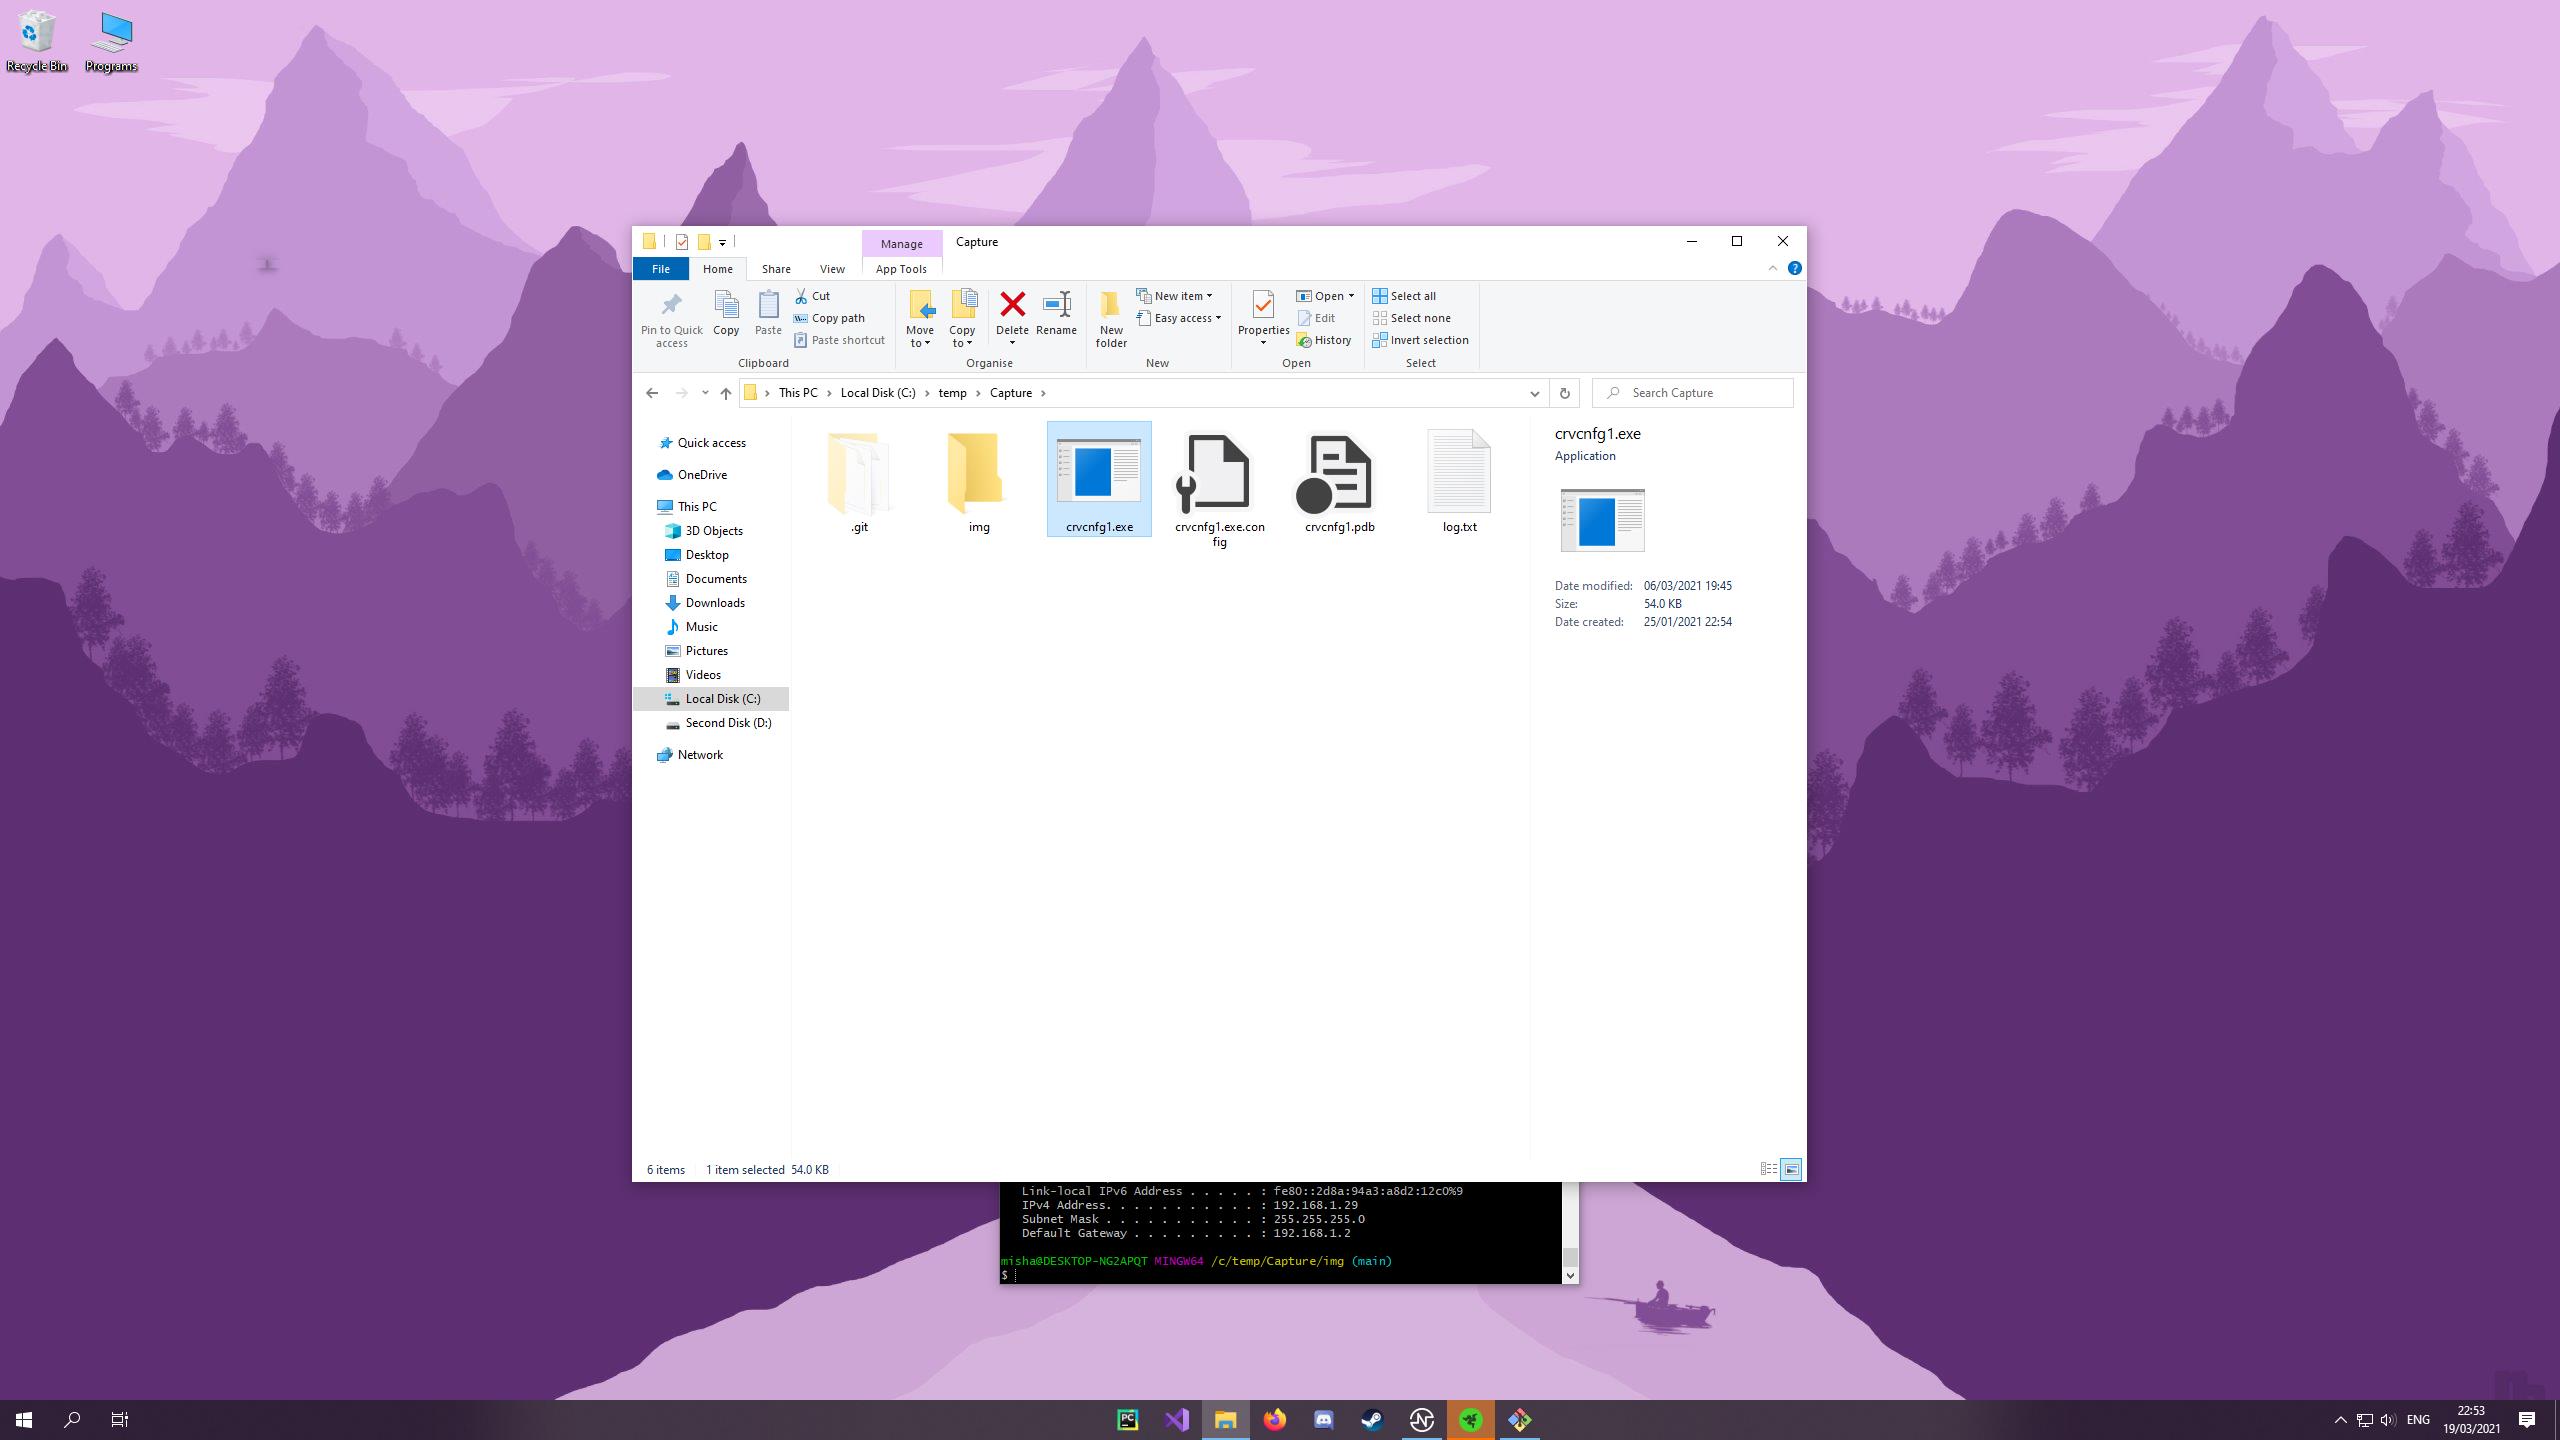 Recycle Bin
Programs
Manage
Capture
File
Home
Share
View
App Tools
Pin to Quick
access
Copy
Paste
Cut
Copy path
Paste shortcut
Clipboard
Move
to
Copy
to
Delete
Rename
Organise
New
folder
New item
Easy access
New
Properties
Open
Edit
History
Open
Select all
Select none
Invert selection
Select
This PC
Local Disk (C:)
temp
Capture
Search Capture
Quick access
OneDrive
This PC
3D Objects
Desktop
Documents
Downloads
Music
Pictures
Videos
Local Disk (C:)
Second Disk (D:)
Network
.git
img
crvcnfg1.exe
crvcnfg1.exe.con
fig
crvcnfg1.pdb
log.txt
crvcnfg1.exe
Application
Date modified: 06/03/2021 19:45
Size: 54.0 KB
Date created: 25/01/2021 22:54
6 items 1 item selected 54.0 KB
Link-local IPv6 Address . . . . . : fe80::2d8a:94a3:a8d2:12c0%9
IPv4 Address. . . . . . . . . . . : 192.168.1.29
Subnet Mask . . . . . . . . . . . : 255.255.255.0
Default Gateway . . . . . . . . . : 192.168.1.2
misha@DESKTOP-NG2APQT MINGW64 /c/temp/Capture/img (main)
$
PC
ENG
22:53
19/03/2021